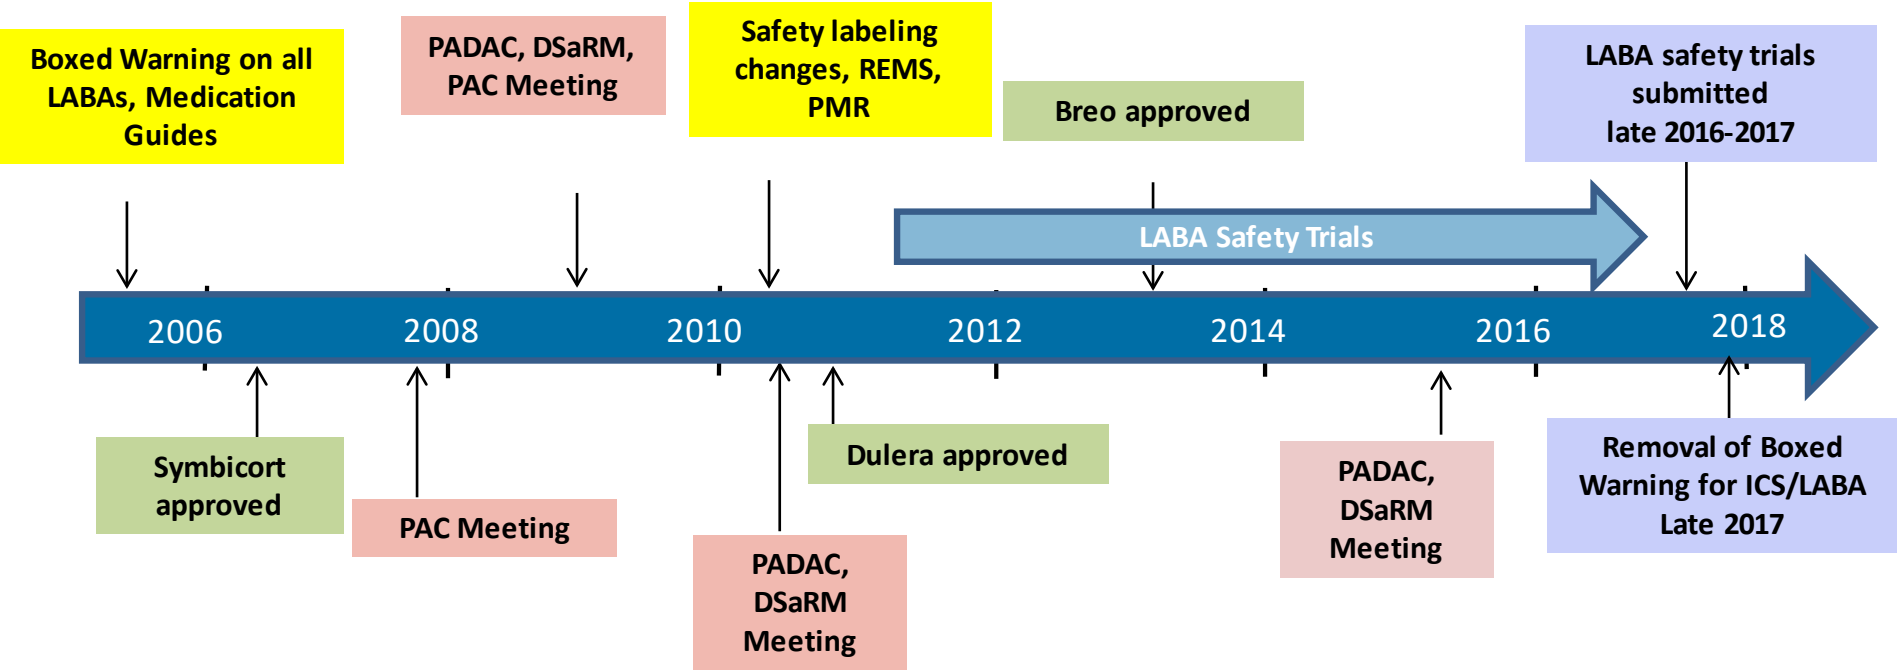 Boxed Warning on all
LABAs, Medication
Guides
PADAC, DSaRM,
PAC Meeting
Safety labeling
changes, REMS,
PMR
Breo approved
LABA safety trials
submitted
late 2016-2017
LABA Safety Trials
2006
2008
2010
2012
2014
2016
2018
Symbicort
approved
PAC Meeting
PADAC,
DSaRM
Meeting
Dulera approved
PADAC,
DSaRM
Meeting
Removal of Boxed
Warning for ICS/LABA
Late 2017